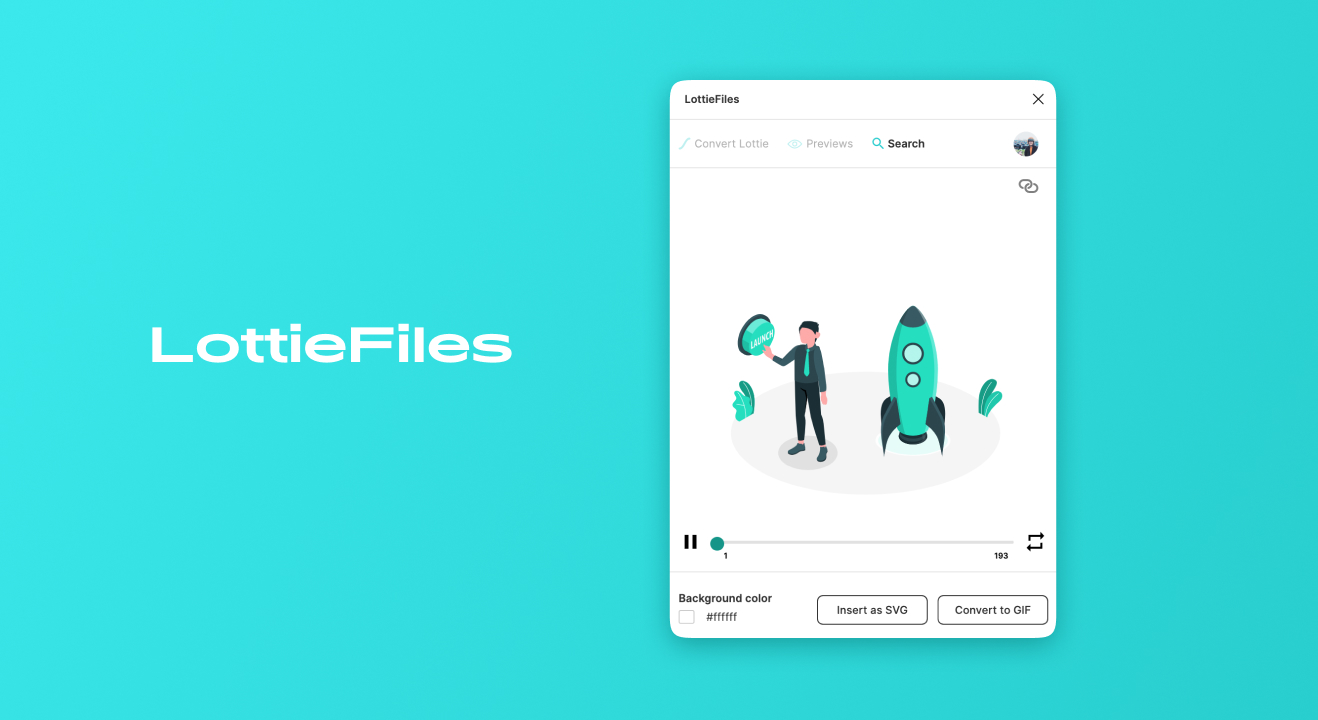 LottieFiles
LottieFiles
Convert Lottie Previews Search
LAUNCH
1 193
Background color
#ffffff
Insert as SVG Convert to GIF